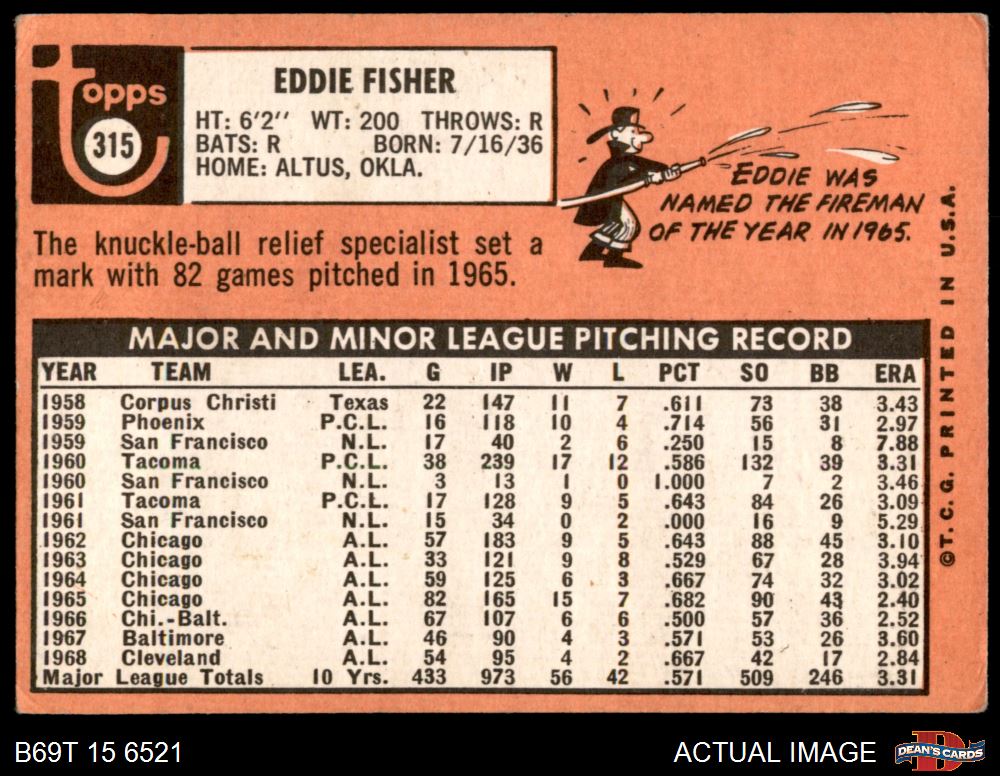 topps
315
EDDIE FISHER
HT: 6'2" WT: 200 THROWS: R
BATS: R BORN: 7/16/36
HOME: ALTUS, OKLA.
EDDIE WAS
NAMED THE FIREMAN
OF THE YEAR IN 1965.
The knuckle-ball relief specialist set a
mark with 82 games pitched in 1965.
MAJOR AND MINOR LEAGUE PITCHING RECORD
YEAR TEAM LEA. G IP W L PCT SO BB ERA
1958 Corpus Christi Texas 22 147 11 7 .611 73 38 3.43
1959 Phoenix P.C.L. 16 118 10 4 .714 56 31 2.97
1959 San Francisco N.L. 17 40 2 6 .250 15 8 7.88
1960 Tacoma P.C.L. 38 239 17 12 .586 132 39 3.31
1960 San Francisco N.L. 3 13 1 0 1.000 7 2 3.46
1961 Tacoma P.C.L. 17 128 9 5 .643 84 26 3.09
1961 San Francisco N.L. 15 34 0 2 .000 16 9 5.29
1962 Chicago A.L. 57 183 9 5 .643 88 45 3.10
1963 Chicago A.L. 33 121 9 8 .529 67 28 3.94
1964 Chicago A.L. 59 125 6 3 .667 74 32 3.02
1965 Chicago A.L. 82 165 15 7 .682 90 43 2.40
1966 Chi.-Balt. A.L. 67 107 6 6 .500 57 36 2.52
1967 Baltimore A.L. 46 90 4 3 .571 53 26 3.60
1968 Cleveland A.L. 54 95 4 2 .667 42 17 2.84
Major League Totals 10 Yrs. 433 973 56 42 .571 509 246 3.31
©T.C.G. PRINTED IN U.S.A.
B69T 15 6521
ACTUAL IMAGE
DEAN'S CARDS